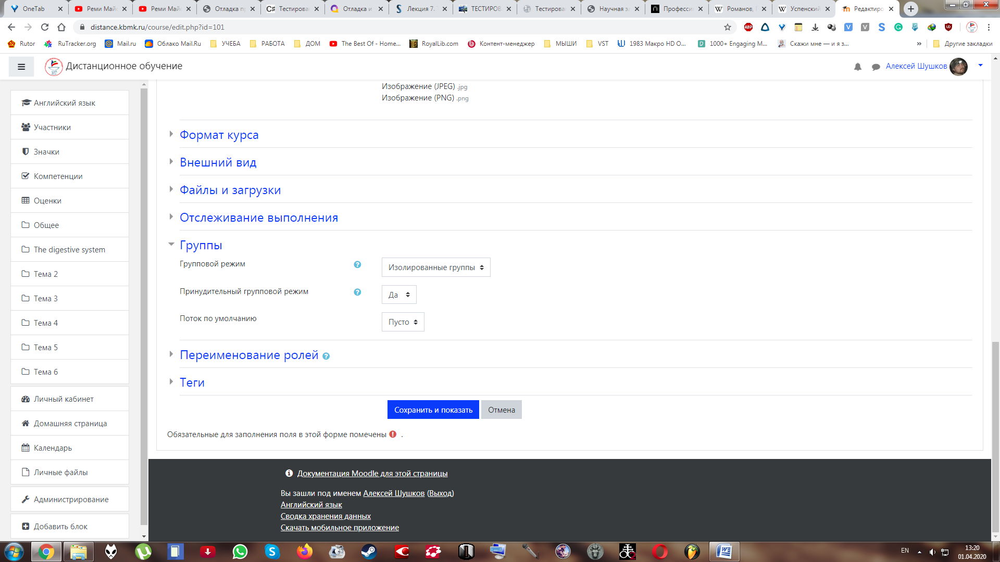 OneTab
Реми Майс
Реми Майс
Отладка пр
Тестирован
Отладка и
Лекция 7. Т
ТЕСТИРОВ
Тестирован
Научная эл
Професси
Романов, 
Успенский
Редактиро
distance.kbmk.ru/course/edit.php?id=101
Rutor
RuTracker.org
Mail.ru
Облако Mail.Ru
УЧЕБА
РАБОТА
ДОМ
The Best Of - Home...
RoyalLib.com
Контент-менеджер
МЫШИ
VST
1983 Макро HD O...
1000+ Engaging M...
Скажи мне — и я з...
»
Другие закладки
Дистанционное обучение
Алексей Шушков
Английский язык
Участники
Значки
Компетенции
Оценки
Общее
The digestive system
Тема 2
Тема 3
Тема 4
Тема 5
Тема 6
Личный кабинет
Домашняя страница
Календарь
Личные файлы
Администрирование
Добавить блок
Изображение (JPEG) .jpg
Изображение (PNG) .png
Формат курса
Внешний вид
Файлы и загрузки
Отслеживание выполнения
Группы
Групповой режим
Изолированные группы
Принудительный групповой режим
Да
Поток по умолчанию
Пусто
Переименование ролей
Теги
Сохранить и показать
Отмена
Обязательные для заполнения поля в этой форме помечены .
Документация Moodle для этой страницы
Вы зашли под именем Алексей Шушков (Выход)
Английский язык
Сводка хранения данных
Скачать мобильное приложение
EN
13:20
01.04.2020